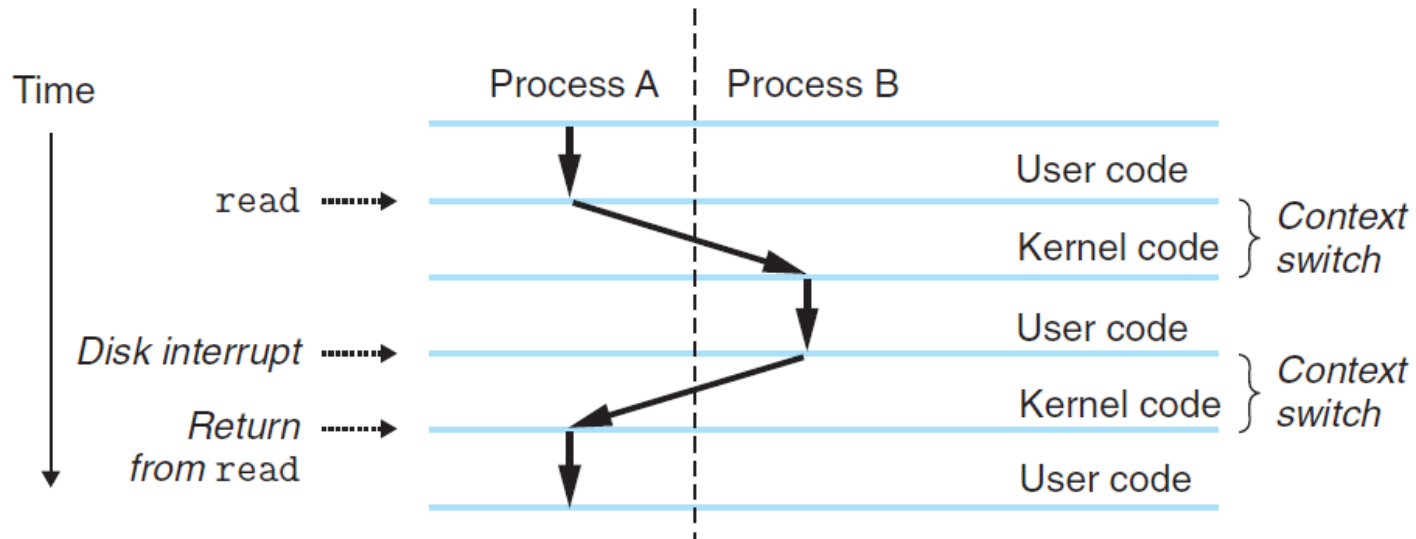 Time
Process A
Process B
User code
read
Kernel code
Context
switch
User code
Disk interrupt
Kernel code
Context
switch
Return
from read
User code